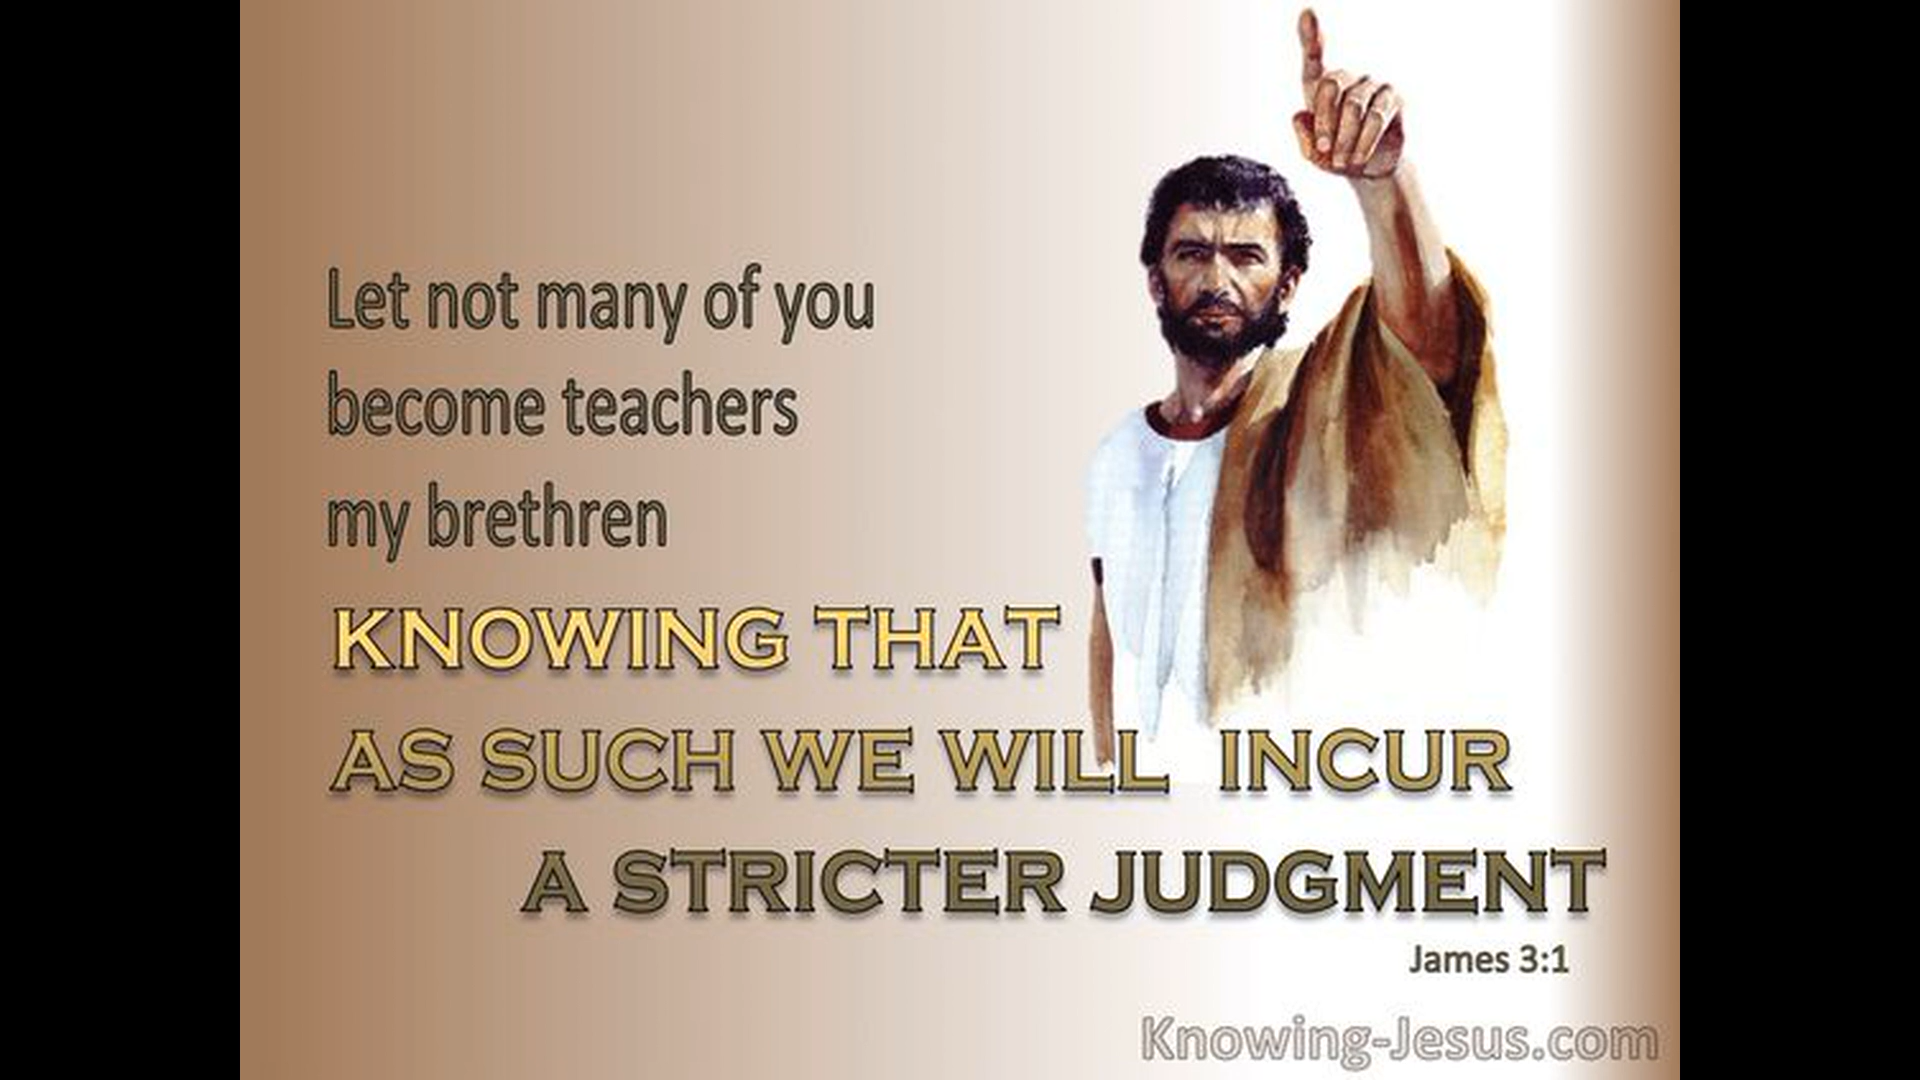 Let not many of you
become teachers
my brethren
KNOWING THAT
AS SUCH WE WILL INCUR
A STRICTER JUDGMENT
James 3:1
Knowing-Jesus.com